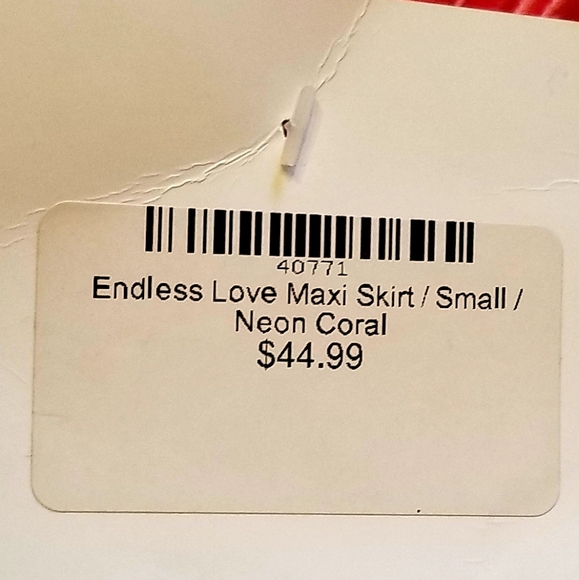 40771
Endless Love Maxi Skirt / Small /
Neon Coral
$44.99